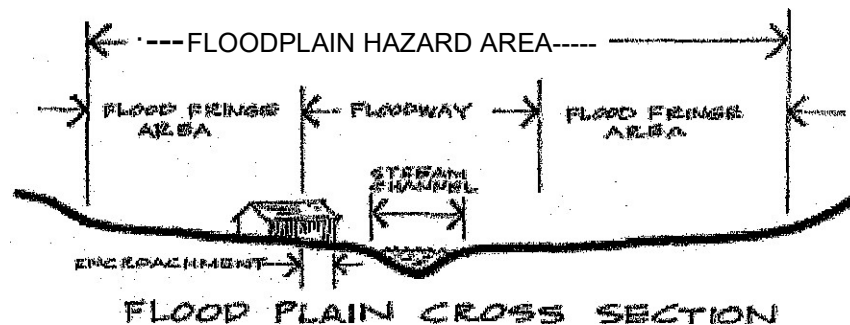 ·---FLOODPLAIN HAZARD AREA-----
FLOOD FRINGE
AREA
FLOODWAY
FLOOD FRINGE
AREA
STREAM
CHANNEL
ENCROACHMENT
FLOOD PLAIN CROSS SECTION